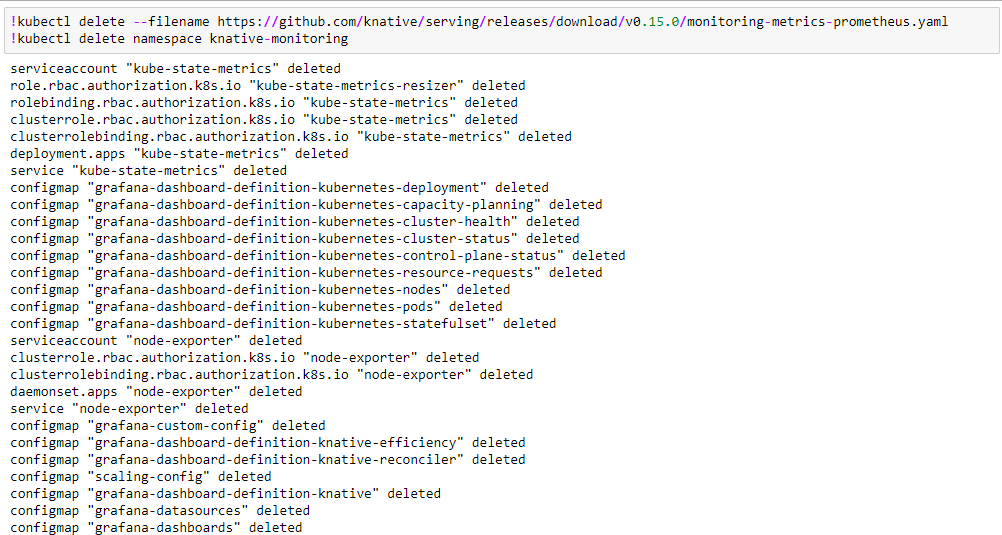 !kubectl delete --filename https://github.com/knative/serving/releases/download/v0.15.0/monitoring-metrics-prometheus.yaml
!kubectl delete namespace knative-monitoring
serviceaccount "kube-state-metrics" deleted
role.rbac.authorization.k8s.io "kube-state-metrics-resizer" deleted
rolebinding.rbac.authorization.k8s.io "kube-state-metrics" deleted
clusterrole.rbac.authorization.k8s.io "kube-state-metrics" deleted
clusterrolebinding.rbac.authorization.k8s.io "kube-state-metrics" deleted
deployment.apps "kube-state-metrics" deleted
service "kube-state-metrics" deleted
configmap "grafana-dashboard-definition-kubernetes-deployment" deleted
configmap "grafana-dashboard-definition-kubernetes-capacity-planning" deleted
configmap "grafana-dashboard-definition-kubernetes-cluster-health" deleted
configmap "grafana-dashboard-definition-kubernetes-cluster-status" deleted
configmap "grafana-dashboard-definition-kubernetes-control-plane-status" deleted
configmap "grafana-dashboard-definition-kubernetes-resource-requests" deleted
configmap "grafana-dashboard-definition-kubernetes-nodes" deleted
configmap "grafana-dashboard-definition-kubernetes-pods" deleted
configmap "grafana-dashboard-definition-kubernetes-statefulset" deleted
serviceaccount "node-exporter" deleted
clusterrole.rbac.authorization.k8s.io "node-exporter" deleted
clusterrolebinding.rbac.authorization.k8s.io "node-exporter" deleted
daemonset.apps "node-exporter" deleted
service "node-exporter" deleted
configmap "grafana-custom-config" deleted
configmap "grafana-dashboard-definition-knative-efficiency" deleted
configmap "grafana-dashboard-definition-knative-reconciler" deleted
configmap "scaling-config" deleted
configmap "grafana-dashboard-definition-knative" deleted
configmap "grafana-datasources" deleted
configmap "grafana-dashboards" deleted